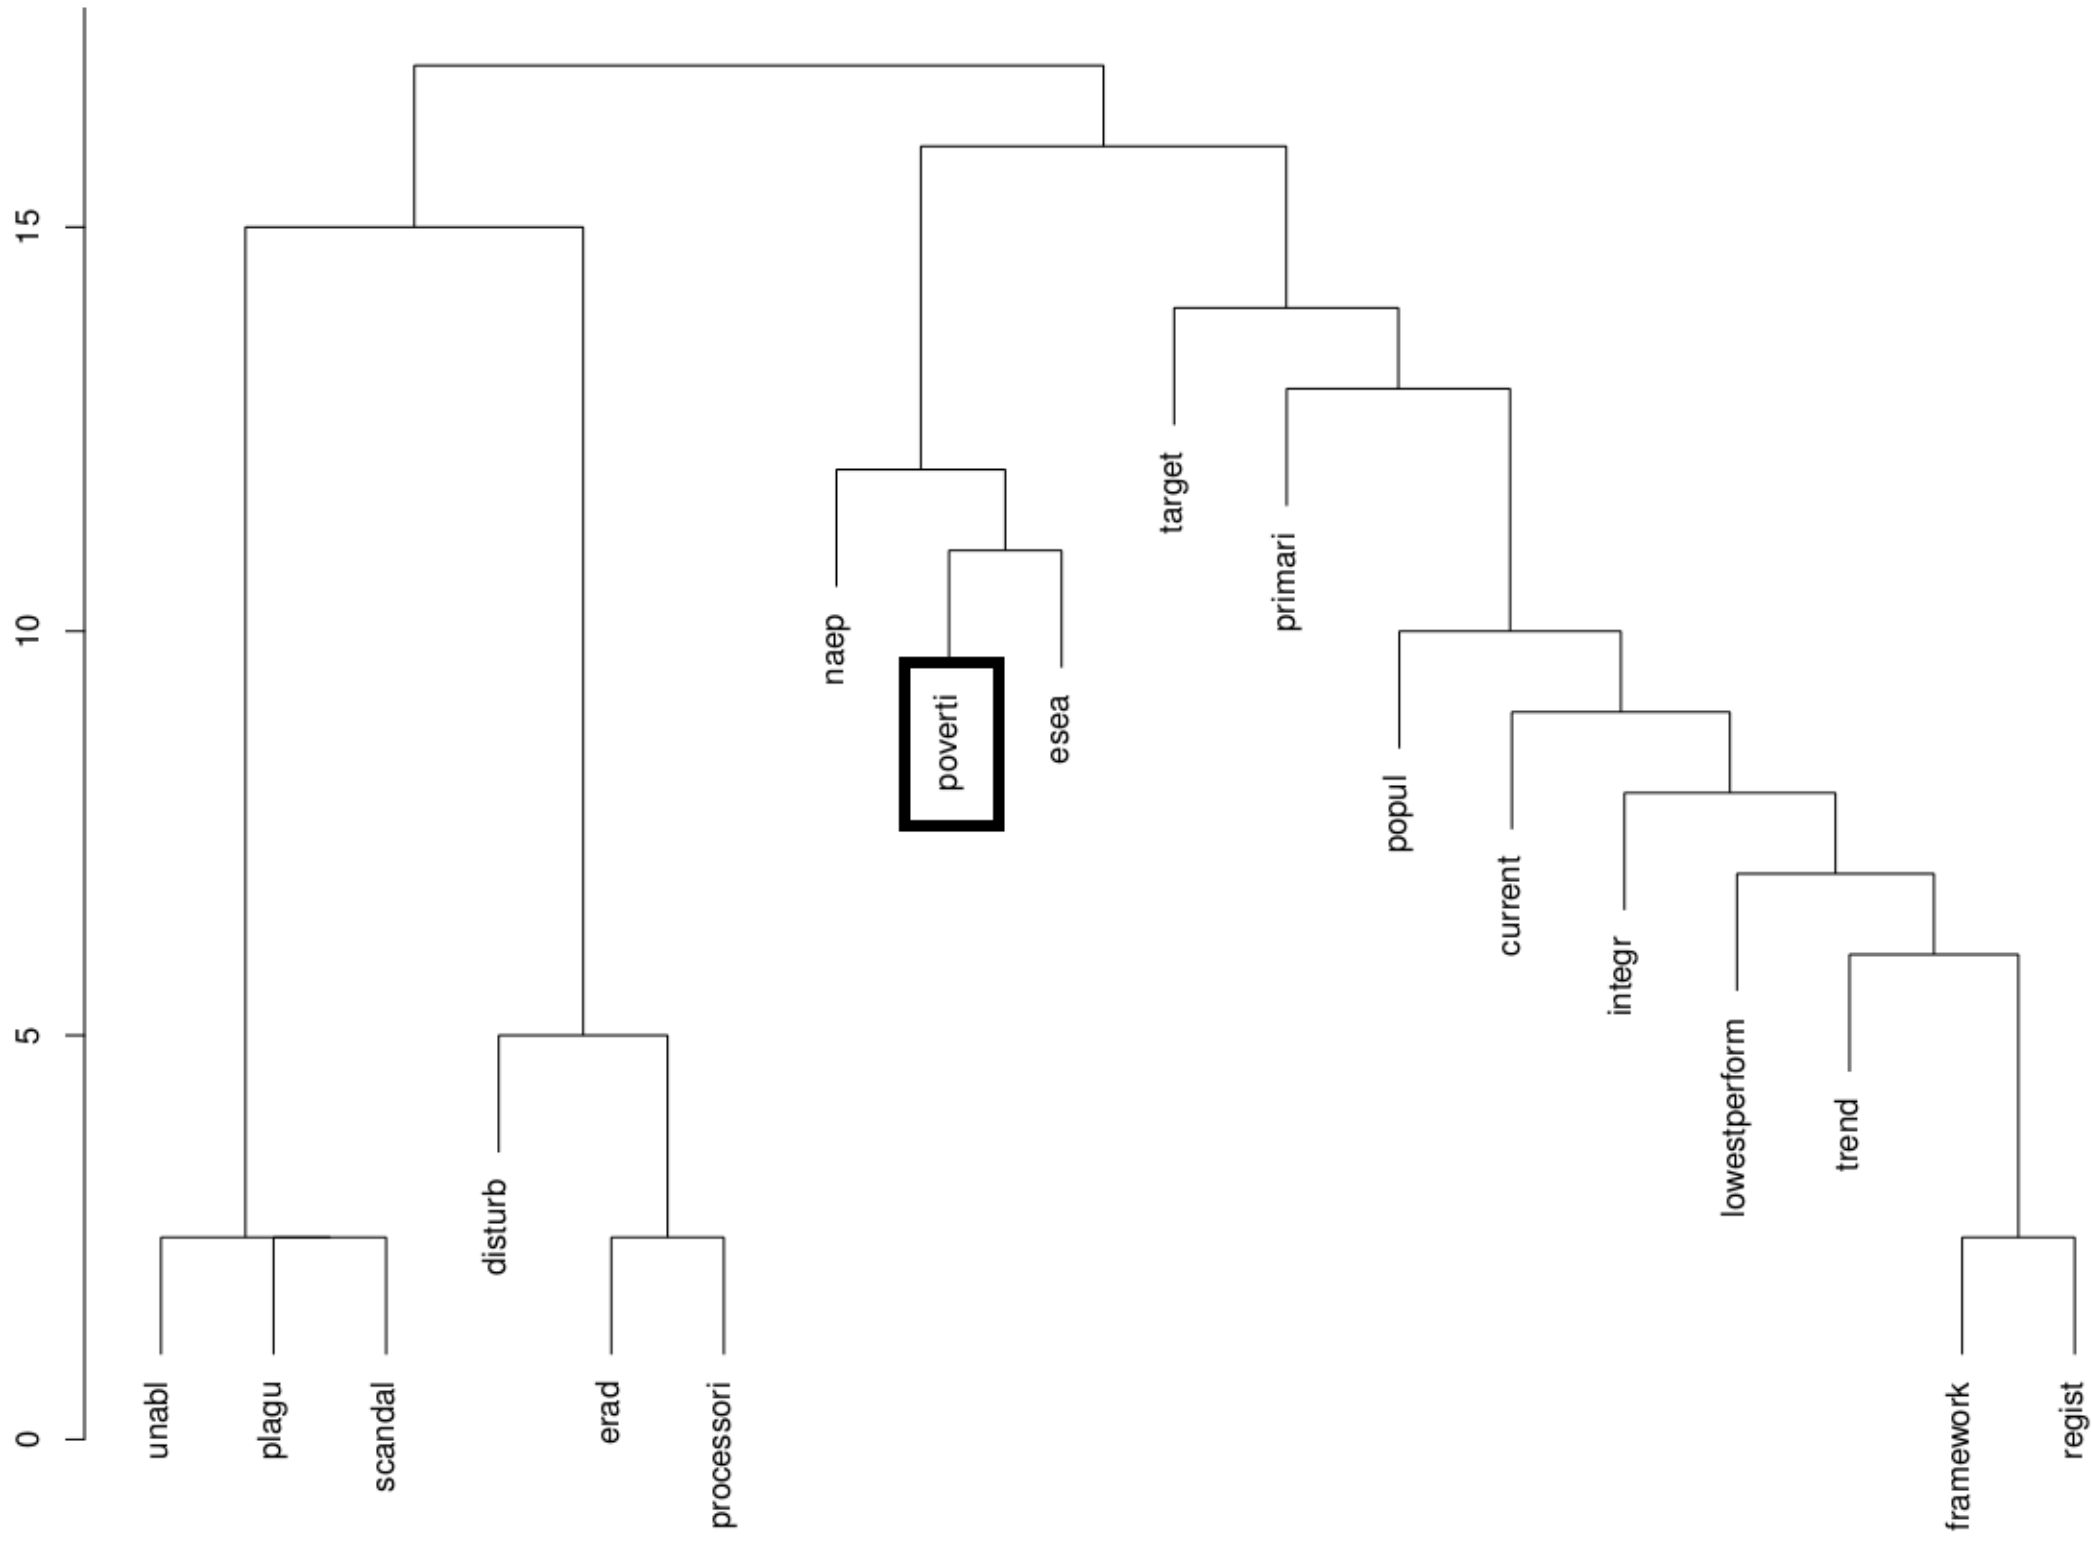 15
10
5
0
unabl
plagu
scandal
disturb
erad
processori
naep
poverti
esea
target
primari
popul
current
integr
lowestperform
trend
framework
regist